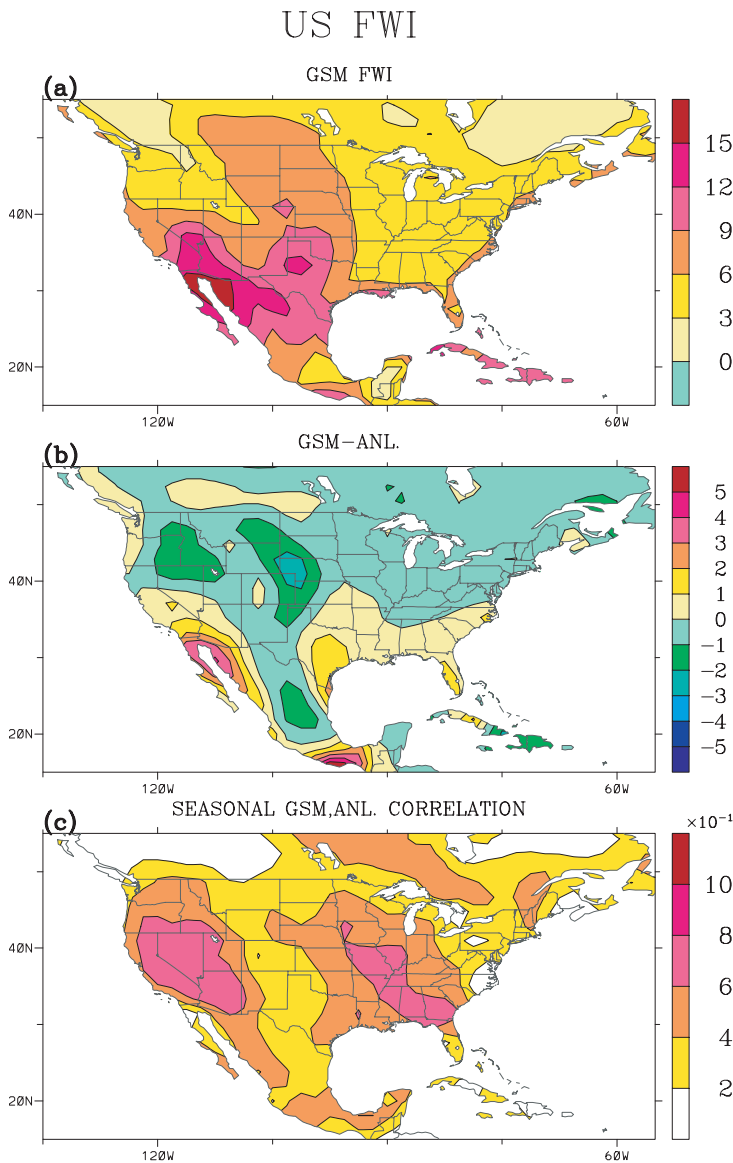 US FWI
(a)
GSM FWI
15
12
9
6
3
0
40N
20N
120W
60W
(b)
GSM-ANL.
5
4
3
2
1
0
-1
-2
-3
-4
-5
40N
20N
120W
60W
(c)
SEASONAL GSM,ANL. CORRELATION
×10⁻¹
10
8
6
4
2
40N
20N
120W
60W